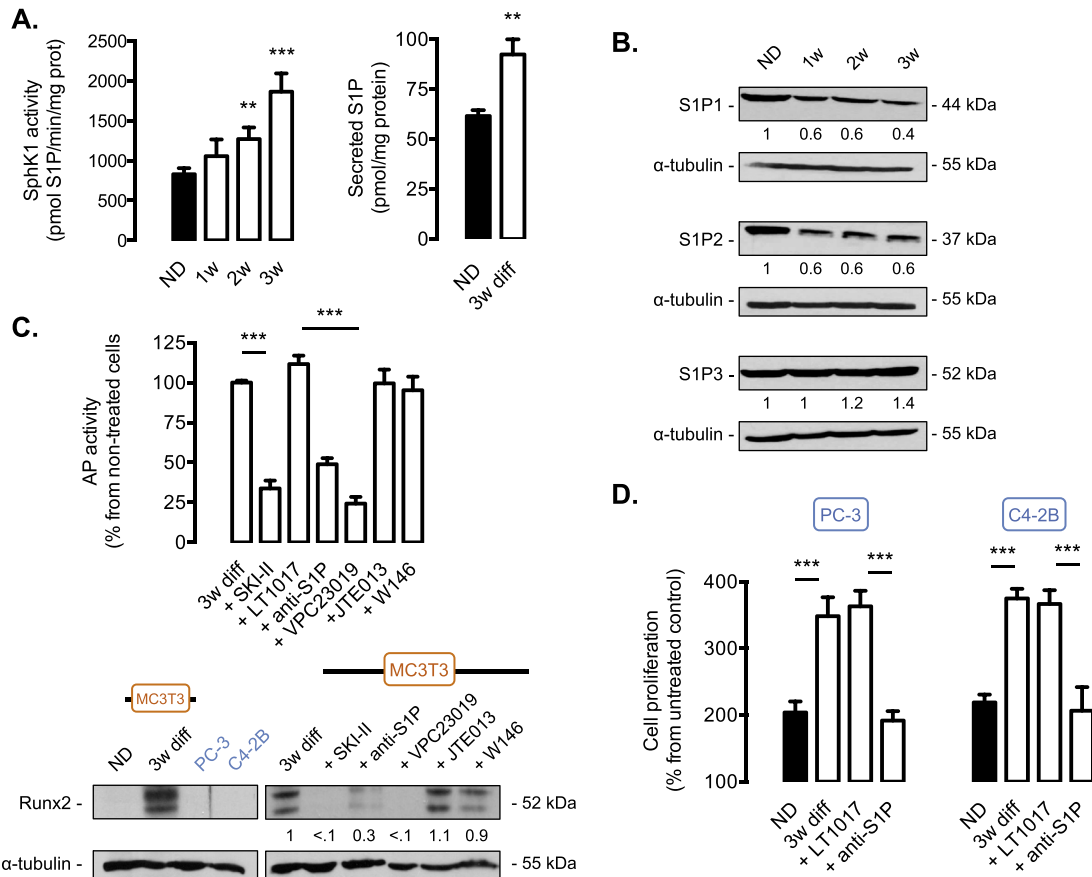 A.
SphK1 activity
(pmol S1P/min/mg prot)
2500
2000
1500
1000
500
0
**
***
ND
1w
2w
3w
Secreted S1P
(pmol/mg protein)
100
75
50
25
0
**
ND
3w diff
B.
ND 1w 2w 3w
S1P1 - - 44 kDa
1 0.6 0.6 0.4
α-tubulin - - 55 kDa
S1P2 - - 37 kDa
1 0.6 0.6 0.6
α-tubulin - - 55 kDa
S1P3 - - 52 kDa
1 1 1.2 1.4
α-tubulin - - 55 kDa
C.
AP activity
(% from non-treated cells)
125
100
75
50
25
0
***
***
3w diff
+ SKI-II
+ LT1017
+ anti-S1P
+ VPC23019
+JTE013
+ W146
MC3T3
MC3T3
ND
3w diff
PC-3
C4-2B
3w diff
+ SKI-II
+ anti-S1P
+ VPC23019
+ JTE013
+ W146
Runx2 - - 52 kDa
1 <.1 0.3 <.1 1.1 0.9
α-tubulin - - 55 kDa
D.
PC-3
C4-2B
Cell proliferation
(% from untreated control)
400
300
200
100
***
***
***
***
ND
3w diff
+ LT1017
+ anti-S1P
ND
3w diff
+ LT1017
+ anti-S1P